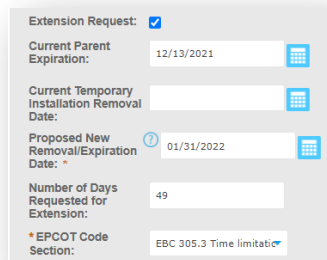 Extension Request:
Current Parent
Expiration:
12/13/2021
Current Temporary
Installation Removal
Date:
Proposed New
Removal/Expiration
Date: *
?
01/31/2022
Number of Days
Requested for
Extension:
49
*EPCOT Code
Section:
EBC 305.3 Time limitatic